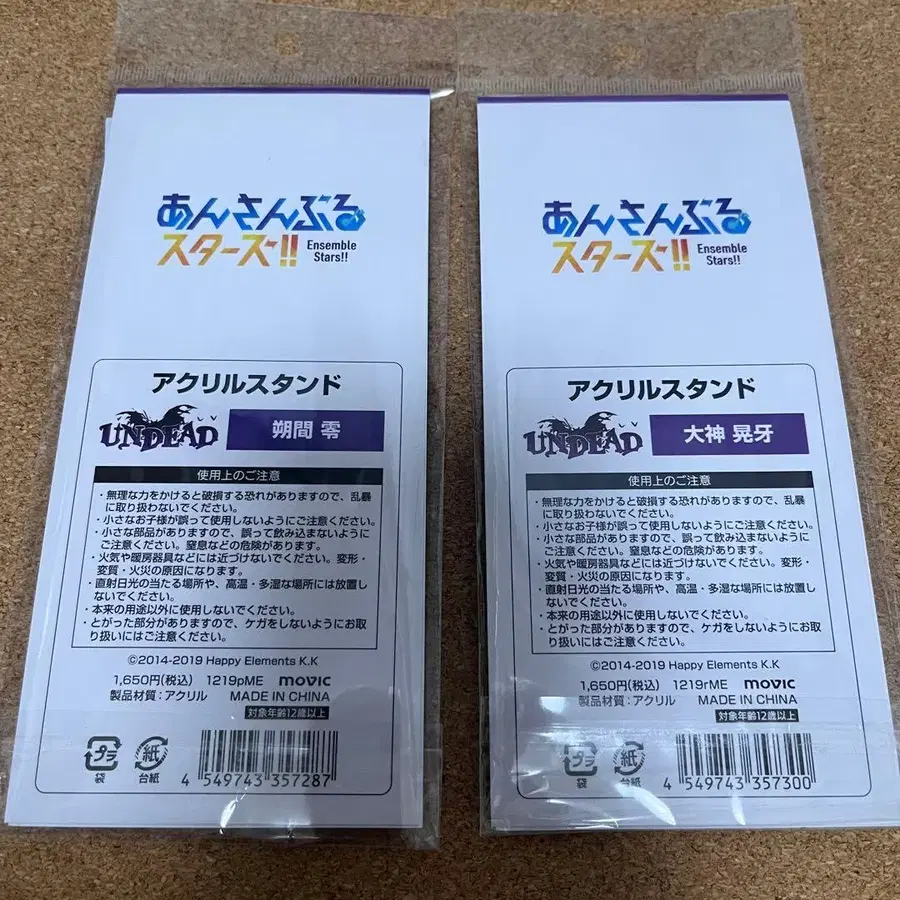 あんさんぶる
スターズ!!
Ensemble
Stars!!
アクリルスタンド
UNDEAD
朔間 零
使用上のご注意
・無理な力をかけると破損する恐れがありますので、乱暴
に取り扱わないでください。
・小さなお子様が誤って使用しないようにご注意ください。
・小さな部品がありますので、誤って飲み込まないように
ご注意ください。窒息などの危険があります。
・火気や暖房器具などには近づけないでください。変形・
変質・火災の原因になります。
・直射日光の当たる場所や、高温・多湿な場所には放置し
ないでください。
・本来の用途以外に使用しないでください。
・とがった部分がありますので、ケガをしないようにお取
り扱いにはご注意ください。
©2014-2019 Happy Elements K.K
1,650円(税込) 1219pME movic
製品材質：アクリル MADE IN CHINA
対象年齢12歳以上
プラ
袋
紙
台紙
4 549743 357287
あんさんぶる
スターズ!!
Ensemble
Stars!!
アクリルスタンド
UNDEAD
大神 晃牙
使用上のご注意
・無理な力をかけると破損する恐れがありますので、乱暴
に取り扱わないでください。
・小さなお子様が誤って使用しないようにご注意ください。
・小さな部品がありますので、誤って飲み込まないように
ご注意ください。窒息などの危険があります。
・火気や暖房器具などには近づけないでください。変形・
変質・火災の原因になります。
・直射日光の当たる場所や、高温・多湿な場所には放置し
ないでください。
・本来の用途以外に使用しないでください。
・とがった部分がありますので、ケガをしないようにお取
り扱いにはご注意ください。
©2014-2019 Happy Elements K.K
1,650円(税込) 1219rME movic
製品材質：アクリル MADE IN CHINA
対象年齢12歳以上
プラ
袋
紙
台紙
4 549743 357300